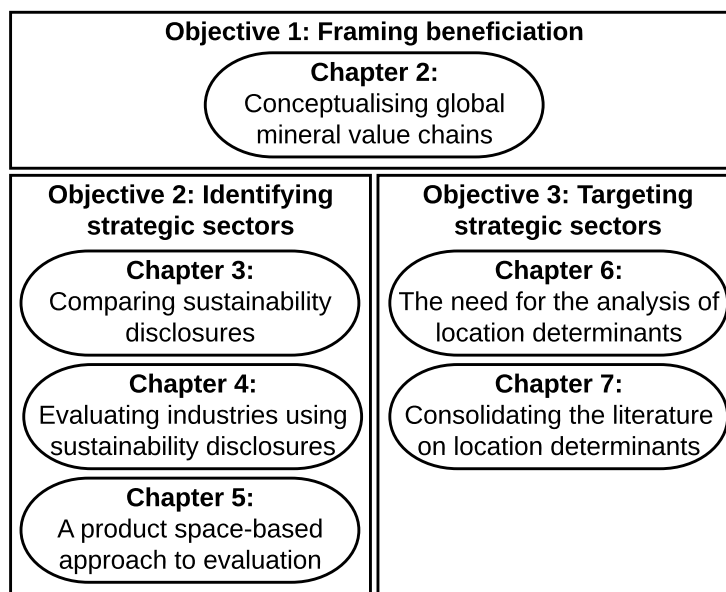 Objective 1: Framing beneficiation
Chapter 2:
Conceptualising global
mineral value chains
Objective 2: Identifying
strategic sectors
Chapter 3:
Comparing sustainability
disclosures
Chapter 4:
Evaluating industries using
sustainability disclosures
Chapter 5:
A product space-based
approach to evaluation
Objective 3: Targeting
strategic sectors
Chapter 6:
The need for the analysis of
location determinants
Chapter 7:
Consolidating the literature
on location determinants